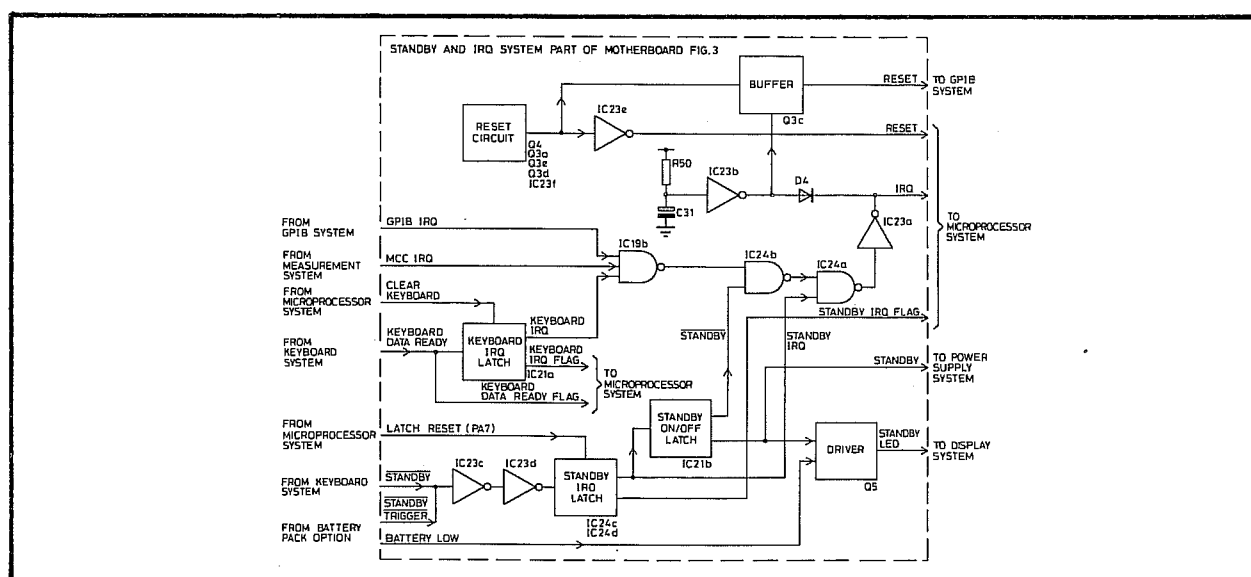 STANDBY AND IRQ SYSTEM PART OF MOTHERBOARD FIG.3
BUFFER
Q3c
RESET
TO GPIB
SYSTEM
IC23e
RESET
CIRCUIT
Q4
Q3a
Q3e
Q3d
IC23f
RESET
R50
IC23b
C31
D4
IRQ
IC23a
TO
MICROPROCESSOR
SYSTEM
FROM
GPIB SYSTEM
GPIB IRQ
IC19b
IC24b
IC24a
FROM
MEASUREMENT
SYSTEM
MCC IRQ
FROM
MICROPROCESSOR
SYSTEM
CLEAR
KEYBOARD
STANDBY IRQ FLAG
FROM
KEYBOARD
SYSTEM
KEYBOARD
DATA READY
KEYBOARD
IRQ
LATCH
KEYBOARD
IRQ
KEYBOARD
IRQ FLAG
IC21a
KEYBOARD
DATA READY FLAG
TO
MICROPROCESSOR
SYSTEM
STANDBY
STANDBY
IRQ
STANDBY
TO POWER
SUPPLY
SYSTEM
FROM
MICROPROCESSOR
SYSTEM
LATCH RESET (PA7)
STANDBY
ON/OFF
LATCH
IC21b
DRIVER
Q5
STANDBY
LED
TO DISPLAY
SYSTEM
FROM KEYBOARD
SYSTEM
STANDBY
IC23c
IC23d
STANDBY
IRQ
LATCH
IC24c
IC24d
STANDBY
TRIGGER
FROM BATTERY
PACK OPTION
BATTERY LOW